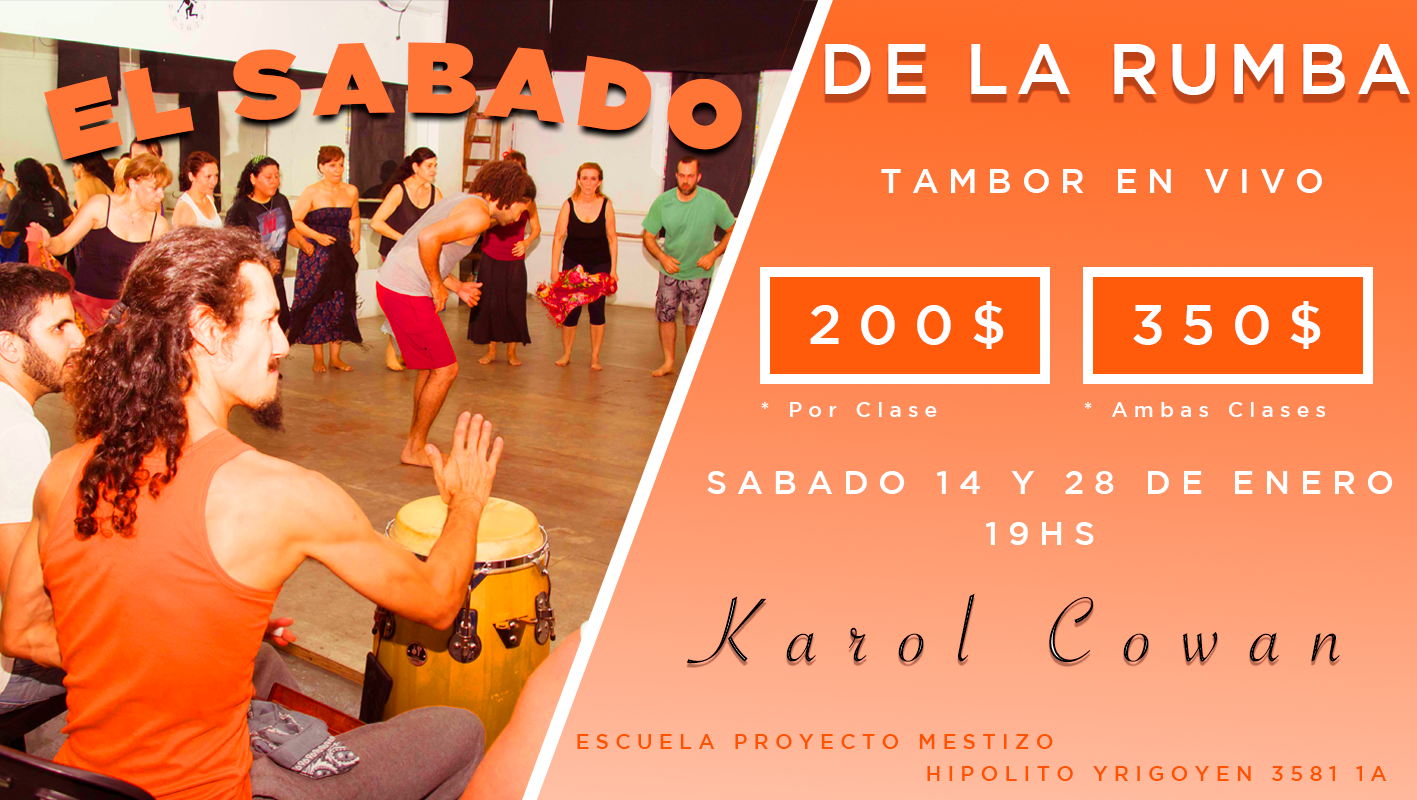 EL SABADO
DE LA RUMBA
TAMBOR EN VIVO
200$
350$
* Por Clase
* Ambas Clases
SABADO 14 Y 28 DE ENERO
19HS
Karol Cowan
ESCUELA PROYECTO MESTIZO
HIPOLITO YRIGOYEN 3581 1A